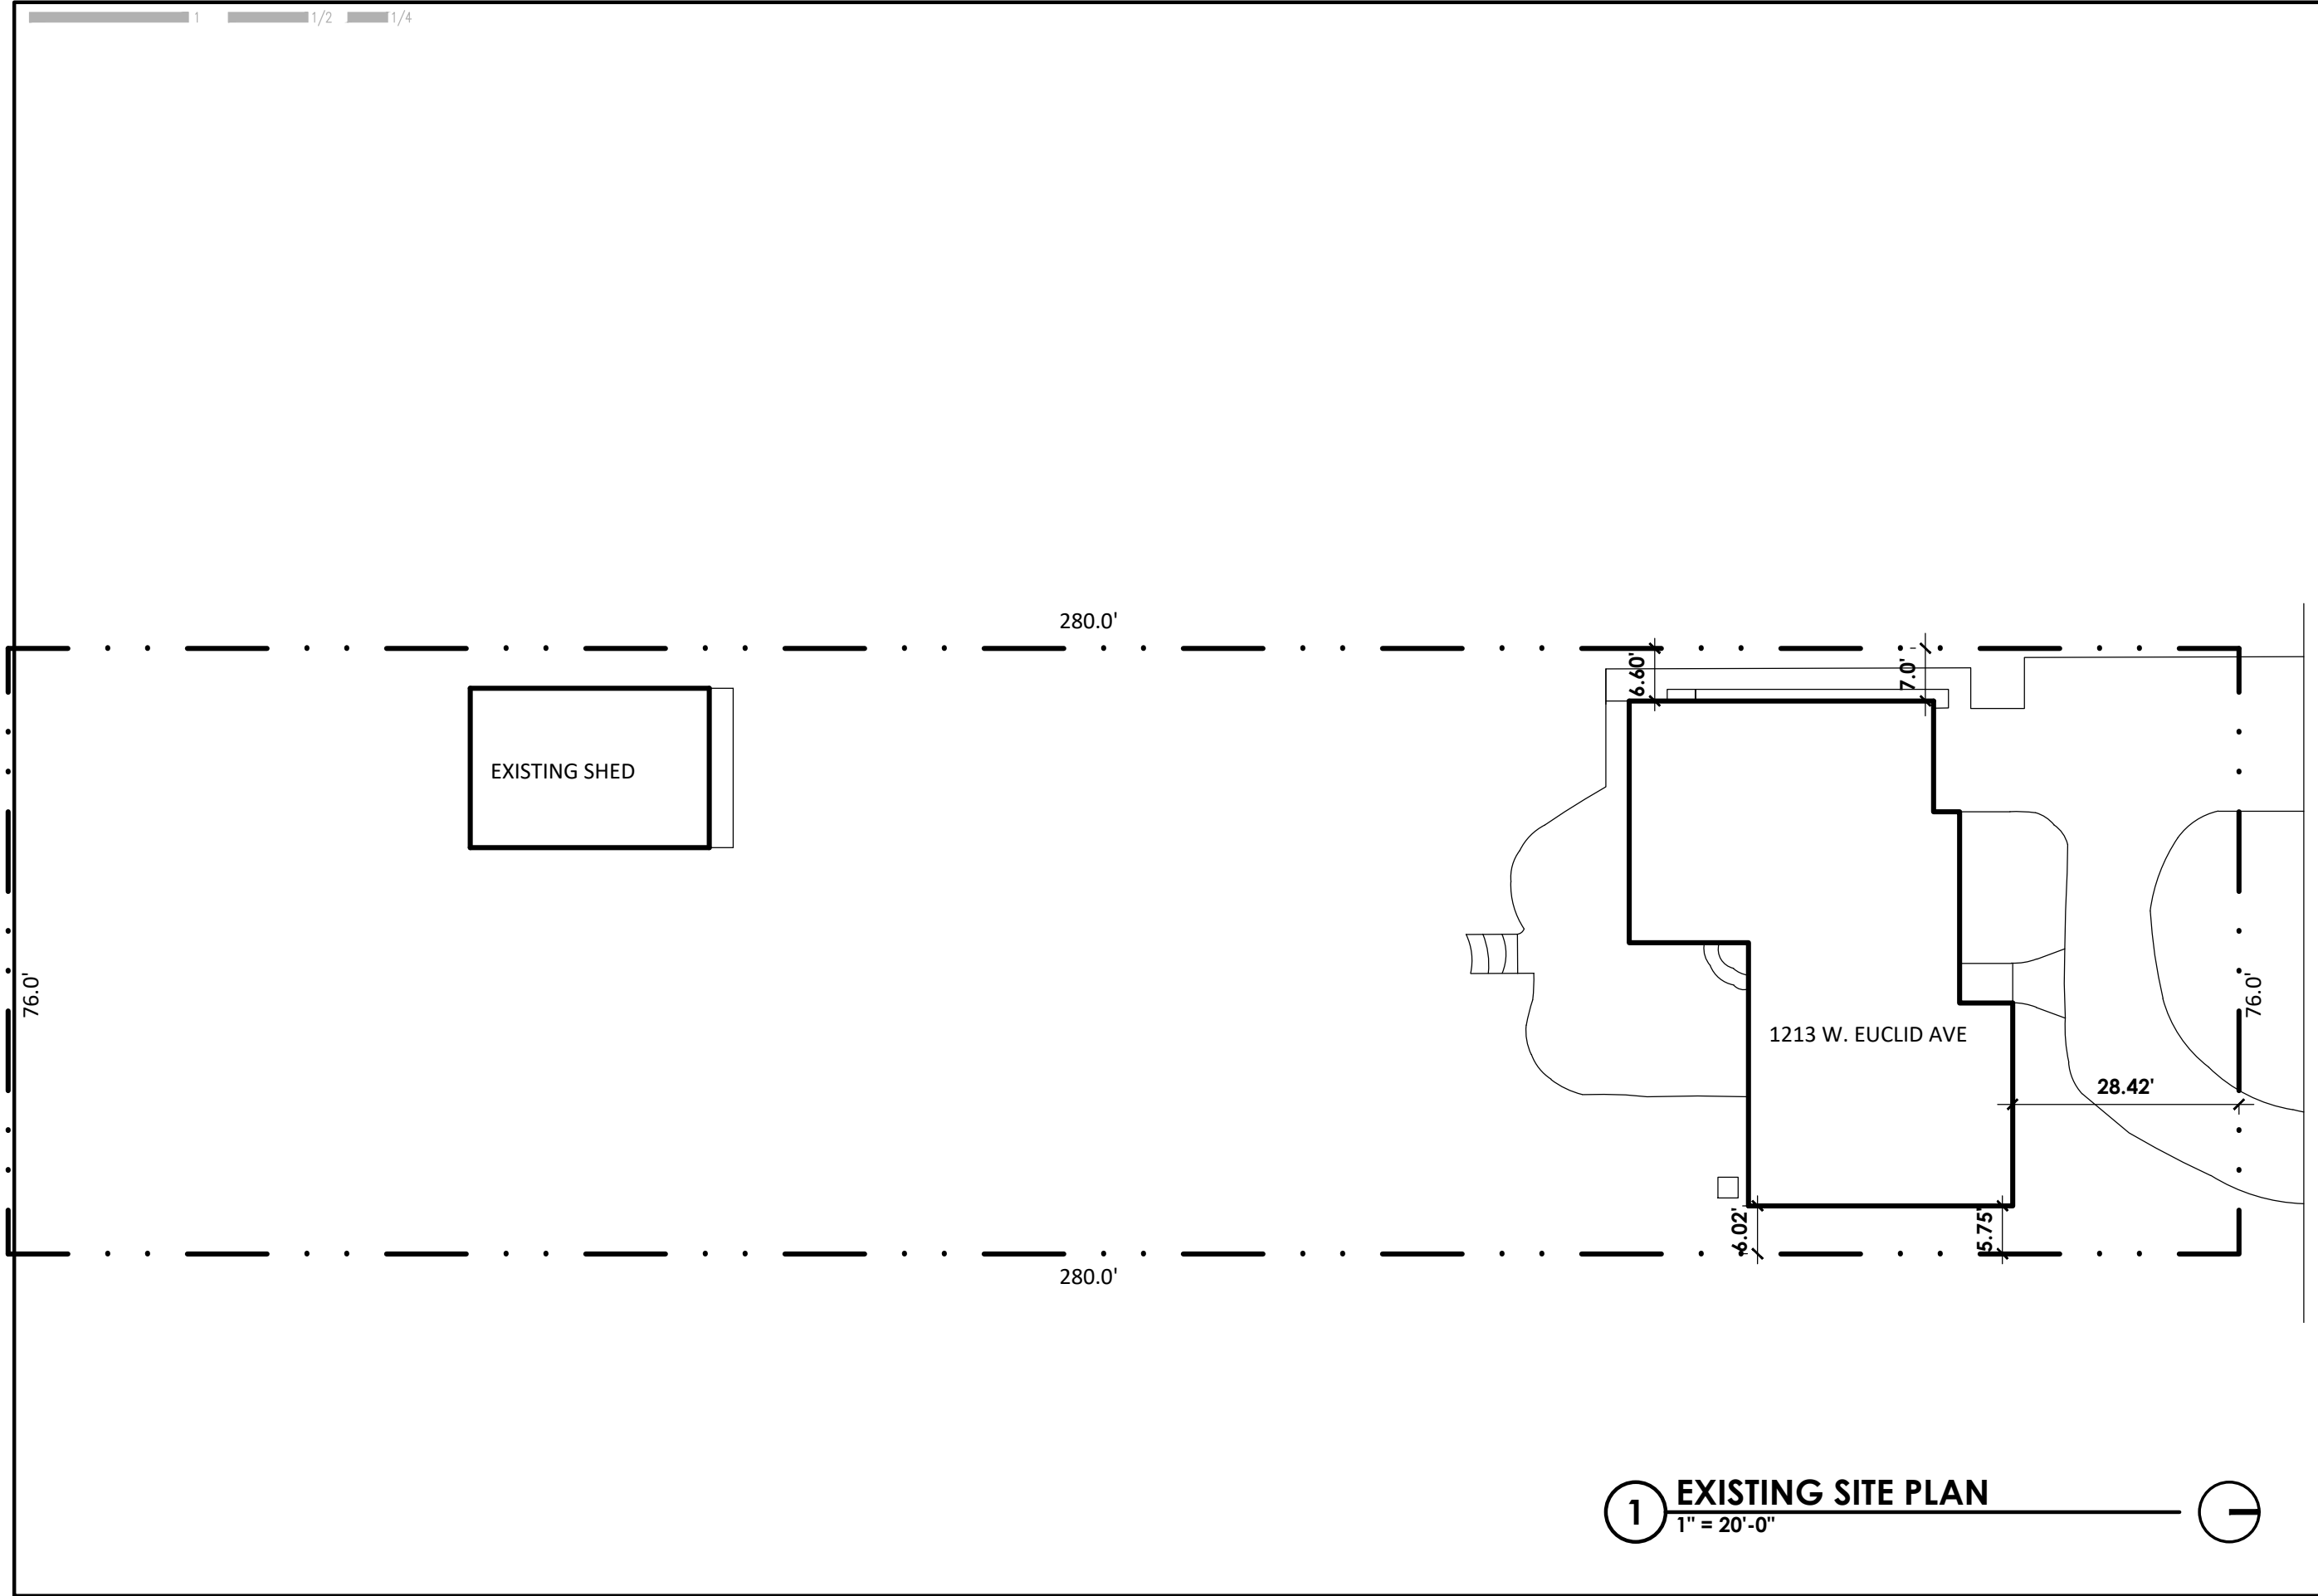 1 1/2 1/4
280.0'
6.60'
7.0'
EXISTING SHED
76.0'
76.0'
1213 W. EUCLID AVE
28.42'
6.02'
5.75'
280.0'
1 EXISTING SITE PLAN
1" = 20'-0"